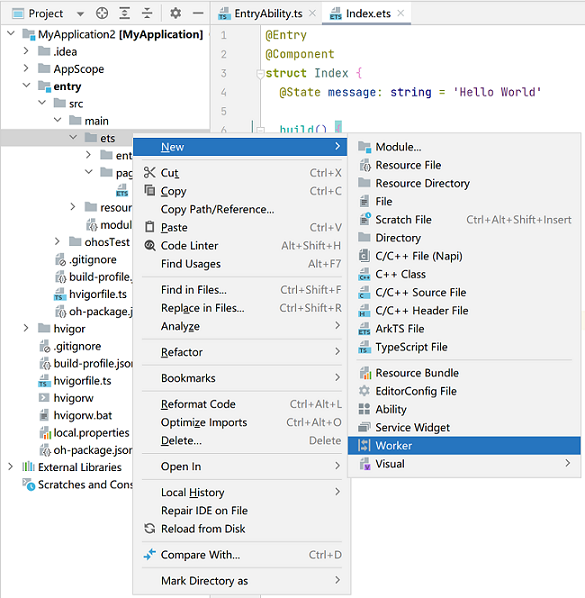 Project
EntryAbility.ts
Index.ets
MyApplication2 [MyApplication]
.idea
AppScope
entry
src
main
ets
ent
pag
resour
modul
ohosTest
.gitignore
build-profile.
hvigorfile.ts
oh-package.j
hvigor
.gitignore
build-profile.json
hvigorfile.ts
hvigorw
hvigorw.bat
local.properties
oh-package.json
External Libraries
Scratches and Cons
1 @Entry
2 @Component
3 struct Index {
4 @State message: string = 'Hello World'
5
6 build() {
New
Cut Ctrl+X
Copy Ctrl+C
Copy Path/Reference...
Paste Ctrl+V
Code Linter Alt+Shift+H
Find Usages Alt+F7
Find in Files... Ctrl+Shift+F
Replace in Files... Ctrl+Shift+R
Analyze
Refactor
Bookmarks
Reformat Code Ctrl+Alt+L
Optimize Imports Ctrl+Alt+O
Delete... Delete
Open In
Local History
Repair IDE on File
Reload from Disk
Compare With... Ctrl+D
Mark Directory as
Module...
Resource File
Resource Directory
File
Scratch File Ctrl+Alt+Shift+Insert
Directory
C/C++ File (Napi)
C++ Class
C/C++ Source File
C/C++ Header File
ArkTS File
TypeScript File
Resource Bundle
EditorConfig File
Ability
Service Widget
Worker
Visual